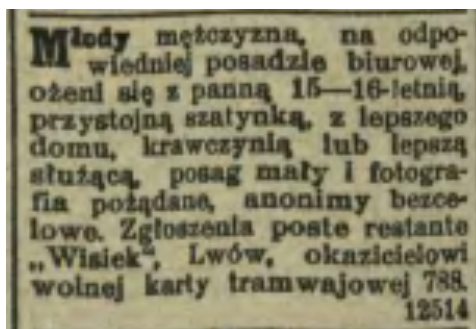 Młody mężczyzna, na odpo-
wiedniej posadzie biurowej,
ożeni się z panną 15—16-letnią,
przystojną szatynką, z lepszego
domu, krawczynią lub lepszą
służącą, posag mały i fotogra-
fia pożądane, anonimy bezce-
lowe. Zgłoszenia poste restante
„Wisiek“, Lwów, okazicielowi
wolnej karty tramwajowej 788.
12514